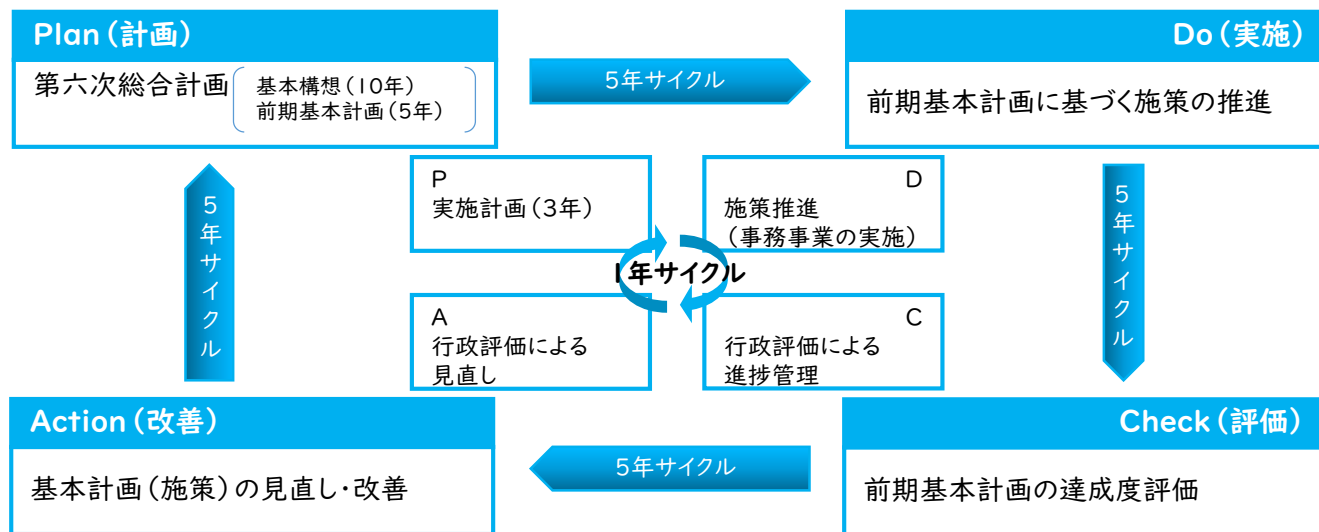 Plan（計画）
第六次総合計画
基本構想（10年）
前期基本計画（5年）
5年サイクル
Do（実施）
前期基本計画に基づく施策の推進
5年サイクル
P
実施計画（3年）
D
施策推進
（事務事業の実施）
5年サイクル
1年サイクル
A
行政評価による
見直し
C
行政評価による
進捗管理
Action（改善）
基本計画（施策）の見直し・改善
5年サイクル
Check（評価）
前期基本計画の達成度評価